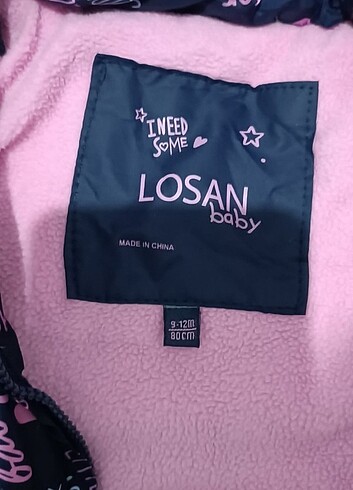 I NEED
SOME
LOSAN
baby
MADE IN CHINA
9-12m
80cm